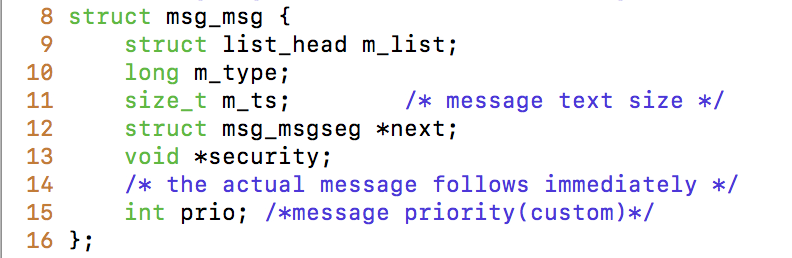 8 struct msg_msg {
9     struct list_head m_list;
10     long m_type;
11     size_t m_ts;        /* message text size */
12     struct msg_msgseg *next;
13     void *security;
14     /* the actual message follows immediately */
15     int prio; /*message priority(custom)*/
16 };